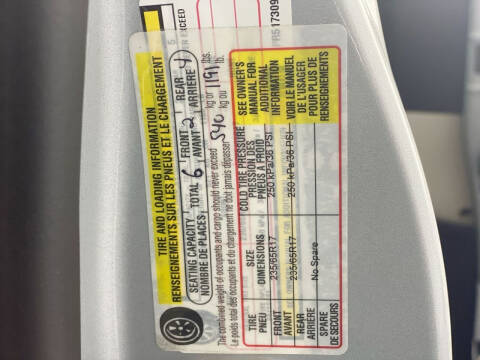 TIRE AND LOADING INFORMATION
RENSEIGNEMENTS SUR LES PNEUS ET LE CHARGEMENT
SEATING CAPACITY TOTAL 6 FRONT 2 REAR 4
NOMBRE DE PLACES AVANT ARRIÈRE
The combined weight of occupants and cargo should never exceed 540 kg or 1191 lbs.
Le poids total des occupants et du chargement ne doit jamais dépasser kg ou lb.
TIRE SIZE COLD TIRE PRESSURE SEE OWNER'S
PNEU DIMENSIONS PRESSION DES MANUAL FOR
PNEUS À FROID ADDITIONAL
FRONT 235/65R17 250 kPa/36 PSI INFORMATION
AVANT
REAR 235/65R17 250 kPa/36 PSI VOIR LE MANUEL
ARRIÈRE DE L'USAGER
SPARE No Spare POUR PLUS DE
DE SECOURS RENSEIGNEMENTS
EXCEED
517309